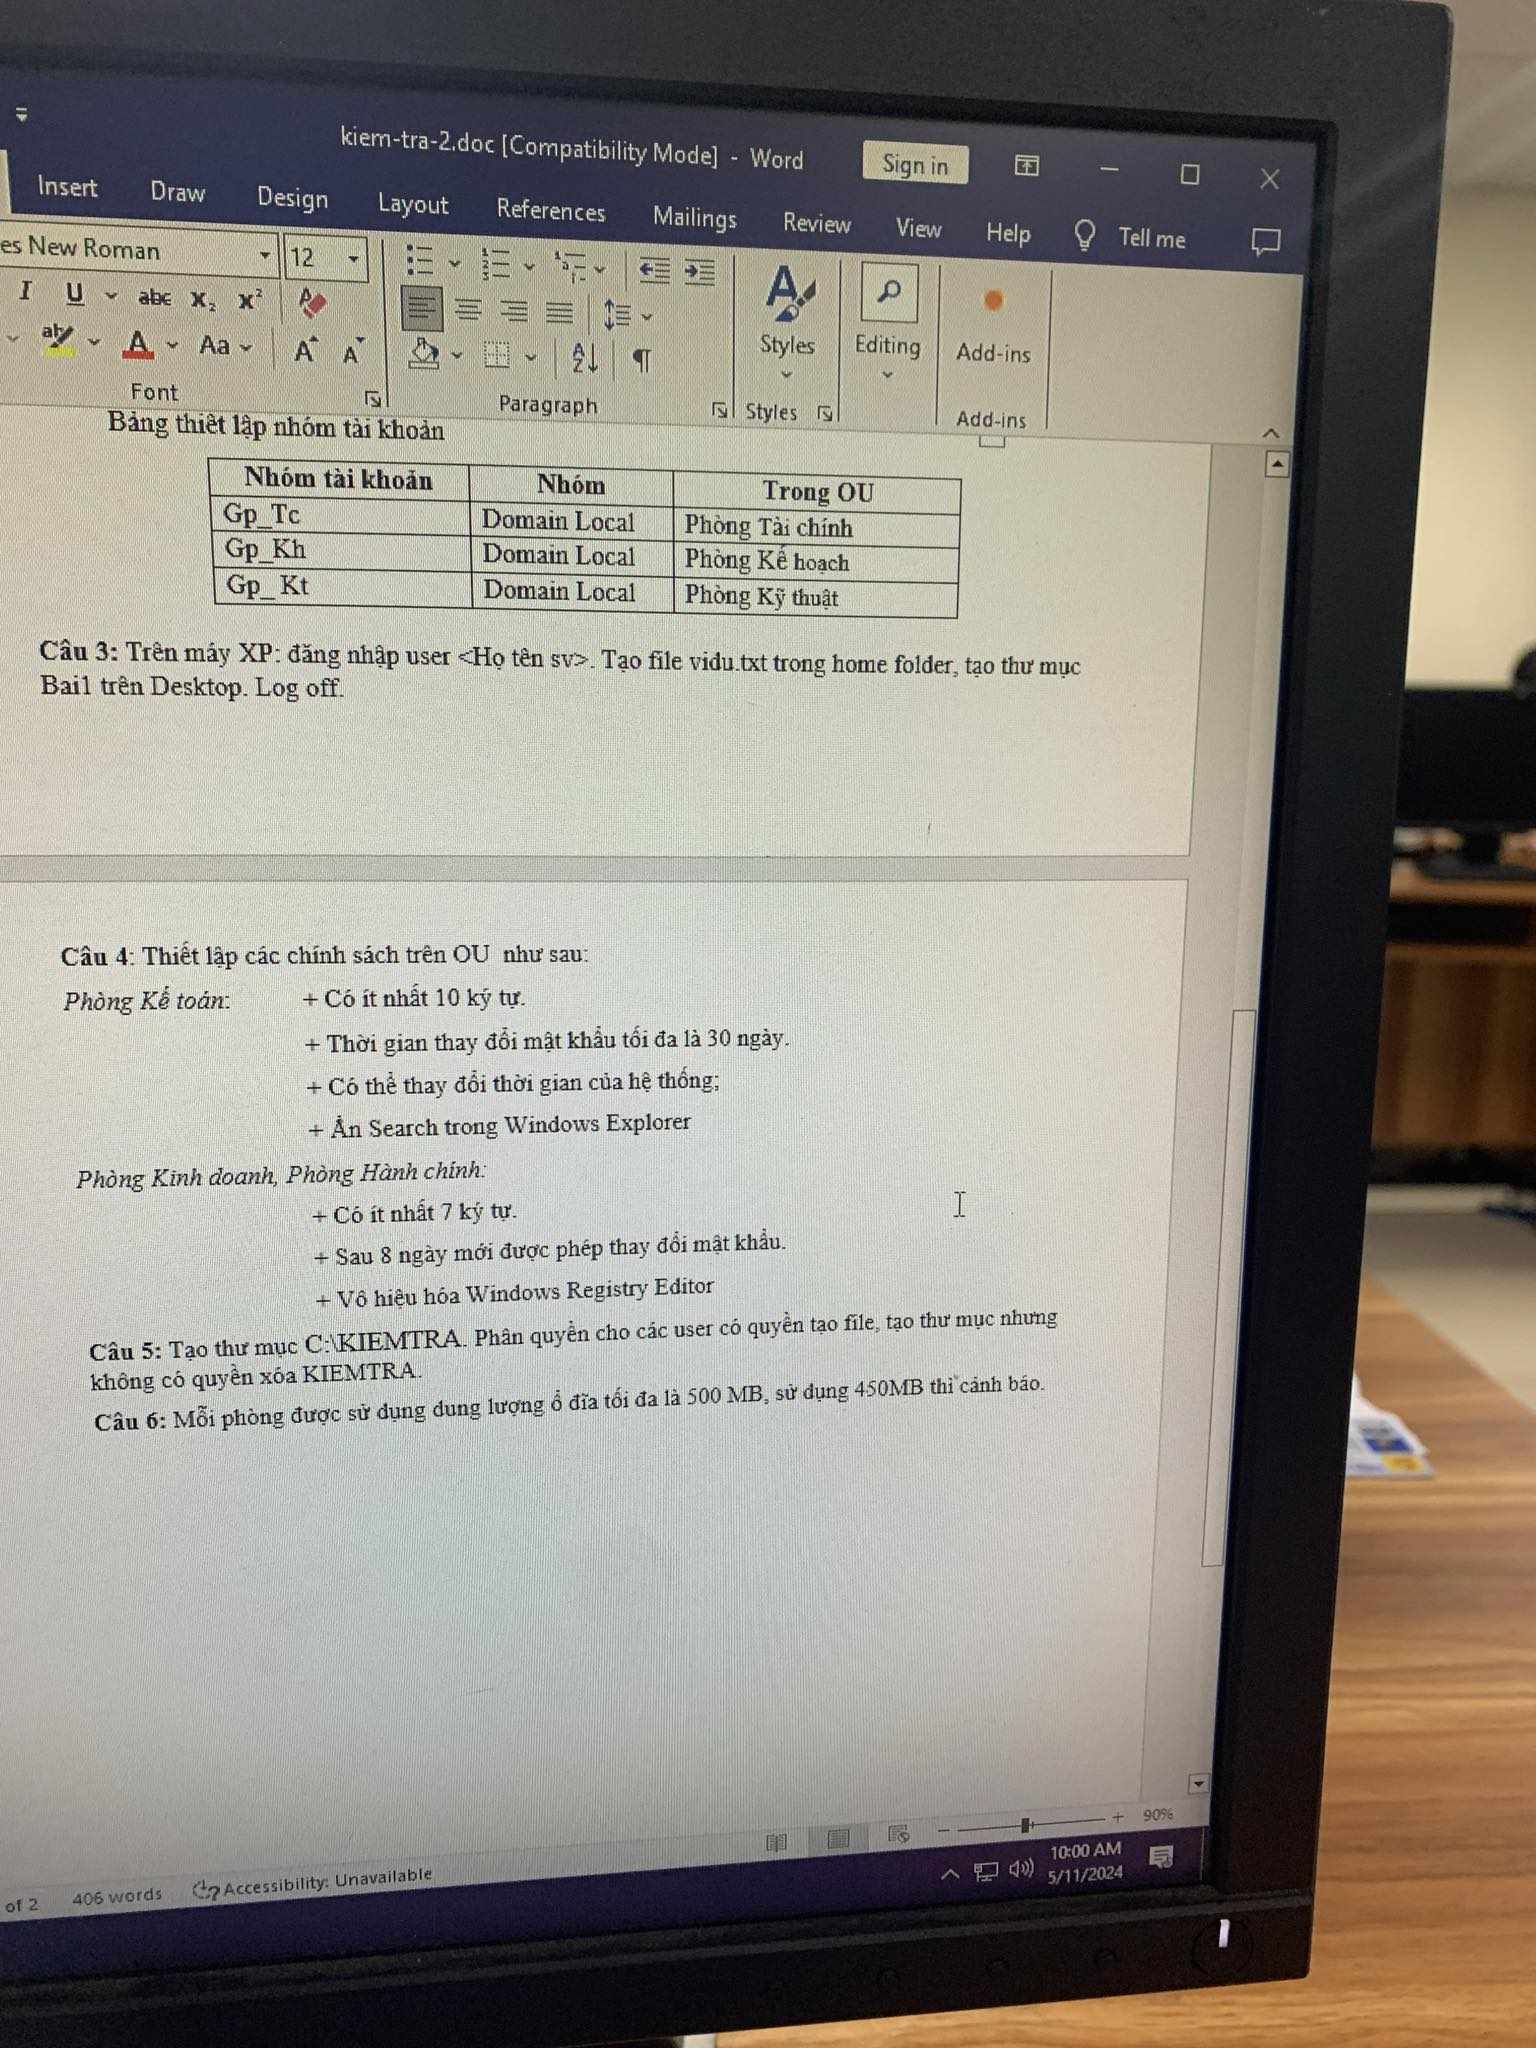 kiem-tra-2.doc [Compatibility Mode] - Word
Sign in
Insert Draw Design Layout References Mailings Review View Help Tell me
es New Roman 12
I U abc X₂ X²
ab A Aa A A
Styles Editing Add-ins
Font Paragraph Styles Add-ins
Bảng thiết lập nhóm tài khoản
Nhóm tài khoản Nhóm Trong OU
Gp_Tc Domain Local Phòng Tài chính
Gp_Kh Domain Local Phòng Kế hoạch
Gp_ Kt Domain Local Phòng Kỹ thuật
Câu 3: Trên máy XP: đăng nhập user <Họ tên sv>. Tạo file vidu.txt trong home folder, tạo thư mục
Bai1 trên Desktop. Log off.
Câu 4: Thiết lập các chính sách trên OU như sau:
Phòng Kế toán: + Có ít nhất 10 ký tự.
+ Thời gian thay đổi mật khẩu tối đa là 30 ngày.
+ Có thể thay đổi thời gian của hệ thống;
+ Ẩn Search trong Windows Explorer
Phòng Kinh doanh, Phòng Hành chính:
+ Có ít nhất 7 ký tự.
+ Sau 8 ngày mới được phép thay đổi mật khẩu.
+ Vô hiệu hóa Windows Registry Editor
Câu 5: Tạo thư mục C:\KIEMTRA. Phân quyền cho các user có quyền tạo file, tạo thư mục nhưng
không có quyền xóa KIEMTRA.
Câu 6: Mỗi phòng được sử dụng dung lượng ổ đĩa tối đa là 500 MB, sử dụng 450MB thì cảnh báo.
90%
of 2 406 words Accessibility: Unavailable
10:00 AM
5/11/2024